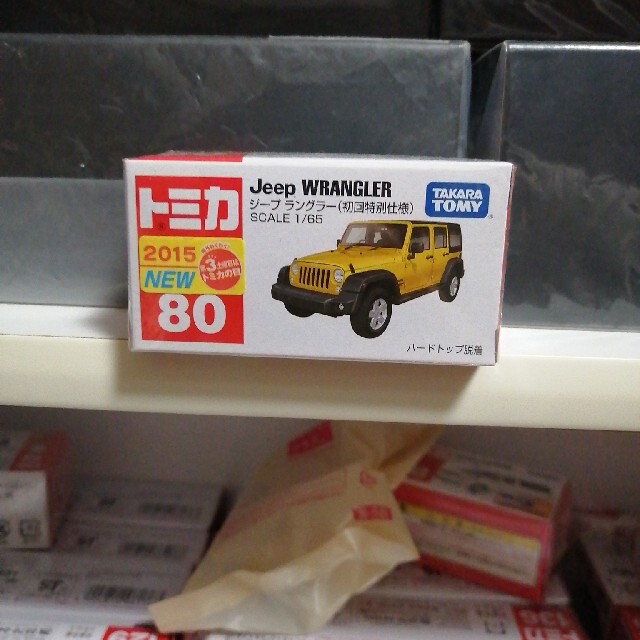 トミカ
2015
NEW
第3土曜日は
トミカの日
80
Jeep WRANGLER
ジープ ラングラー(初回特別仕様)
SCALE 1/65
TAKARA
TOMY
ハードトップ脱着